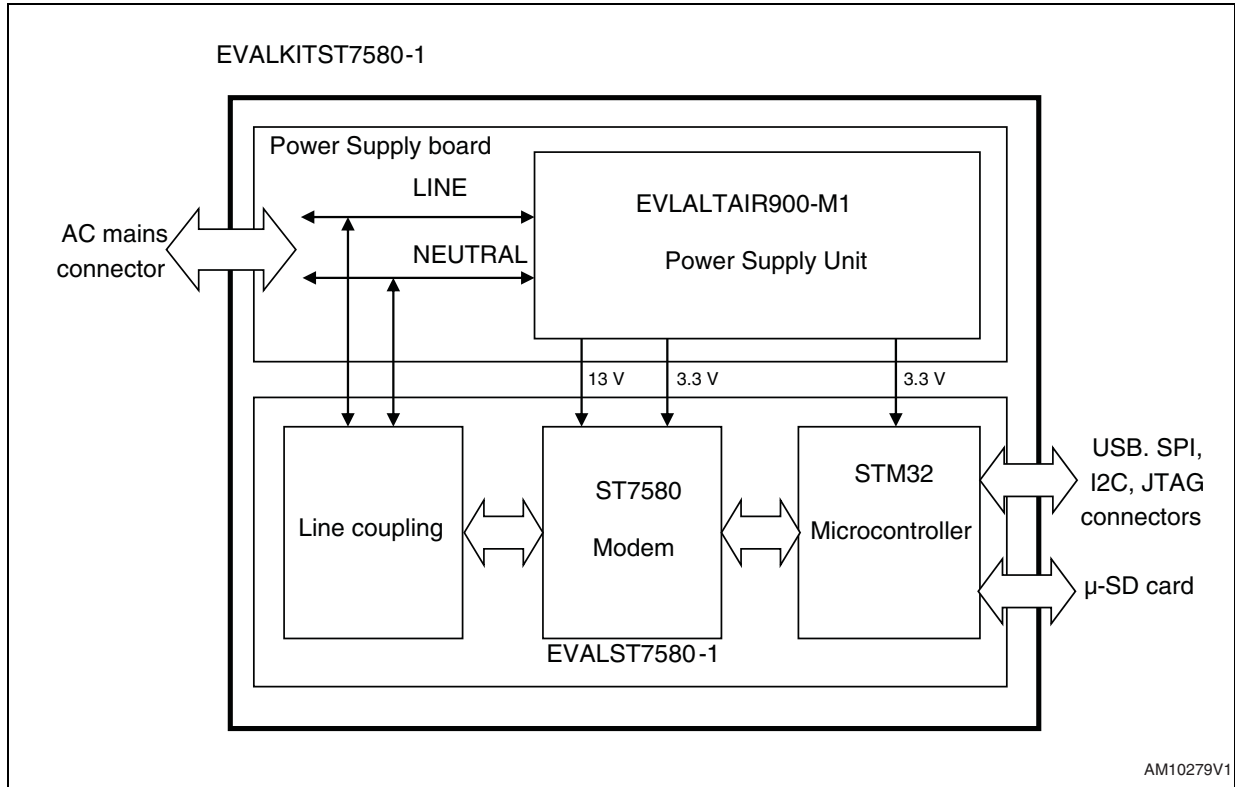 EVALKITST7580-1
Power Supply board
LINE
EVLALTAIR900-M1
AC mains
connector
NEUTRAL
Power Supply Unit
13 V
3.3 V
3.3 V
Line coupling
ST7580
Modem
STM32
Microcontroller
USB. SPI,
I2C, JTAG
connectors
µ-SD card
EVALST7580-1
AM10279V1